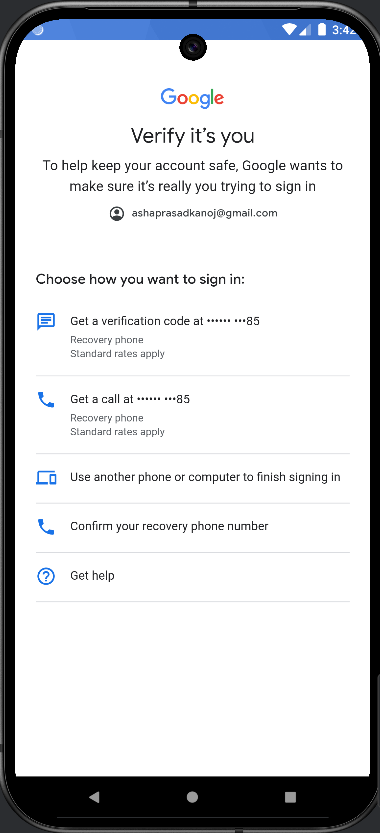 3:42
Google
Verify it's you
To help keep your account safe, Google wants to
make sure it's really you trying to sign in
ashaprasadkanoj@gmail.com
Choose how you want to sign in:
Get a verification code at •••••• •••85
Recovery phone
Standard rates apply
Get a call at •••••• •••85
Recovery phone
Standard rates apply
Use another phone or computer to finish signing in
Confirm your recovery phone number
Get help